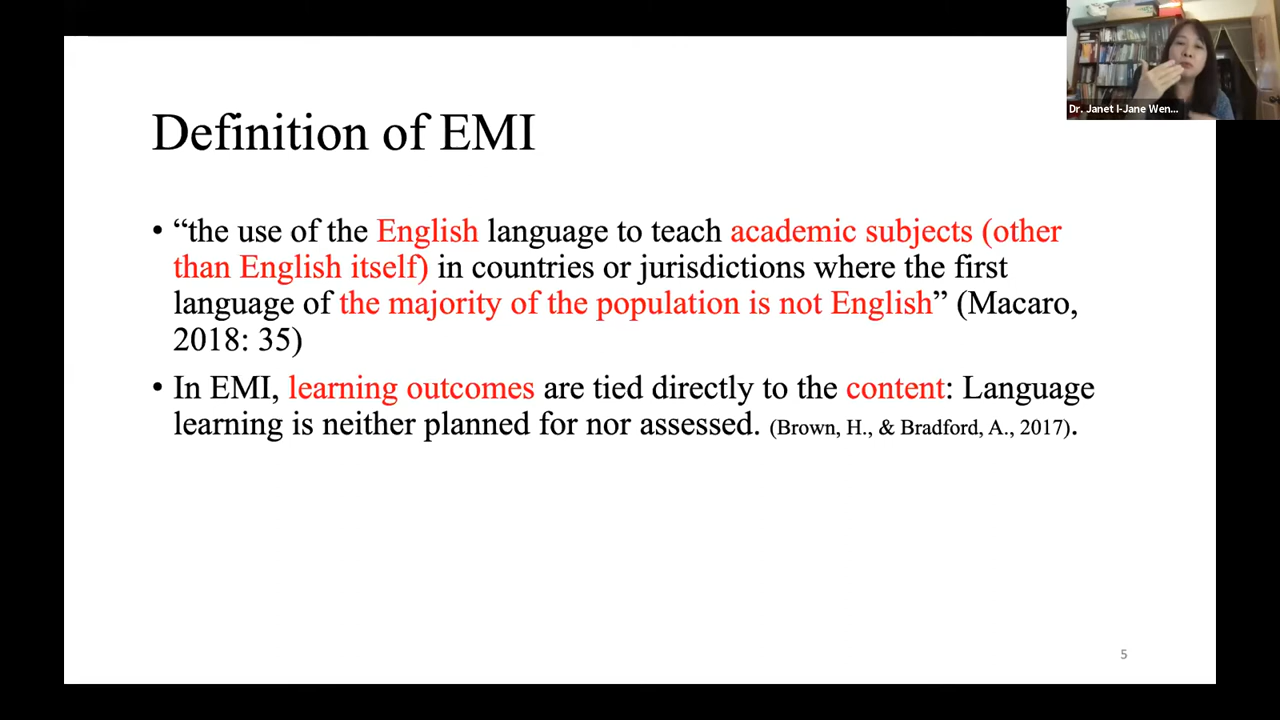 Dr. Janet I-Jane Wen...
Definition of EMI
• “the use of the English language to teach academic subjects (other
than English itself) in countries or jurisdictions where the first
language of the majority of the population is not English” (Macaro,
2018: 35)
• In EMI, learning outcomes are tied directly to the content: Language
learning is neither planned for nor assessed. (Brown, H., & Bradford, A., 2017).
5